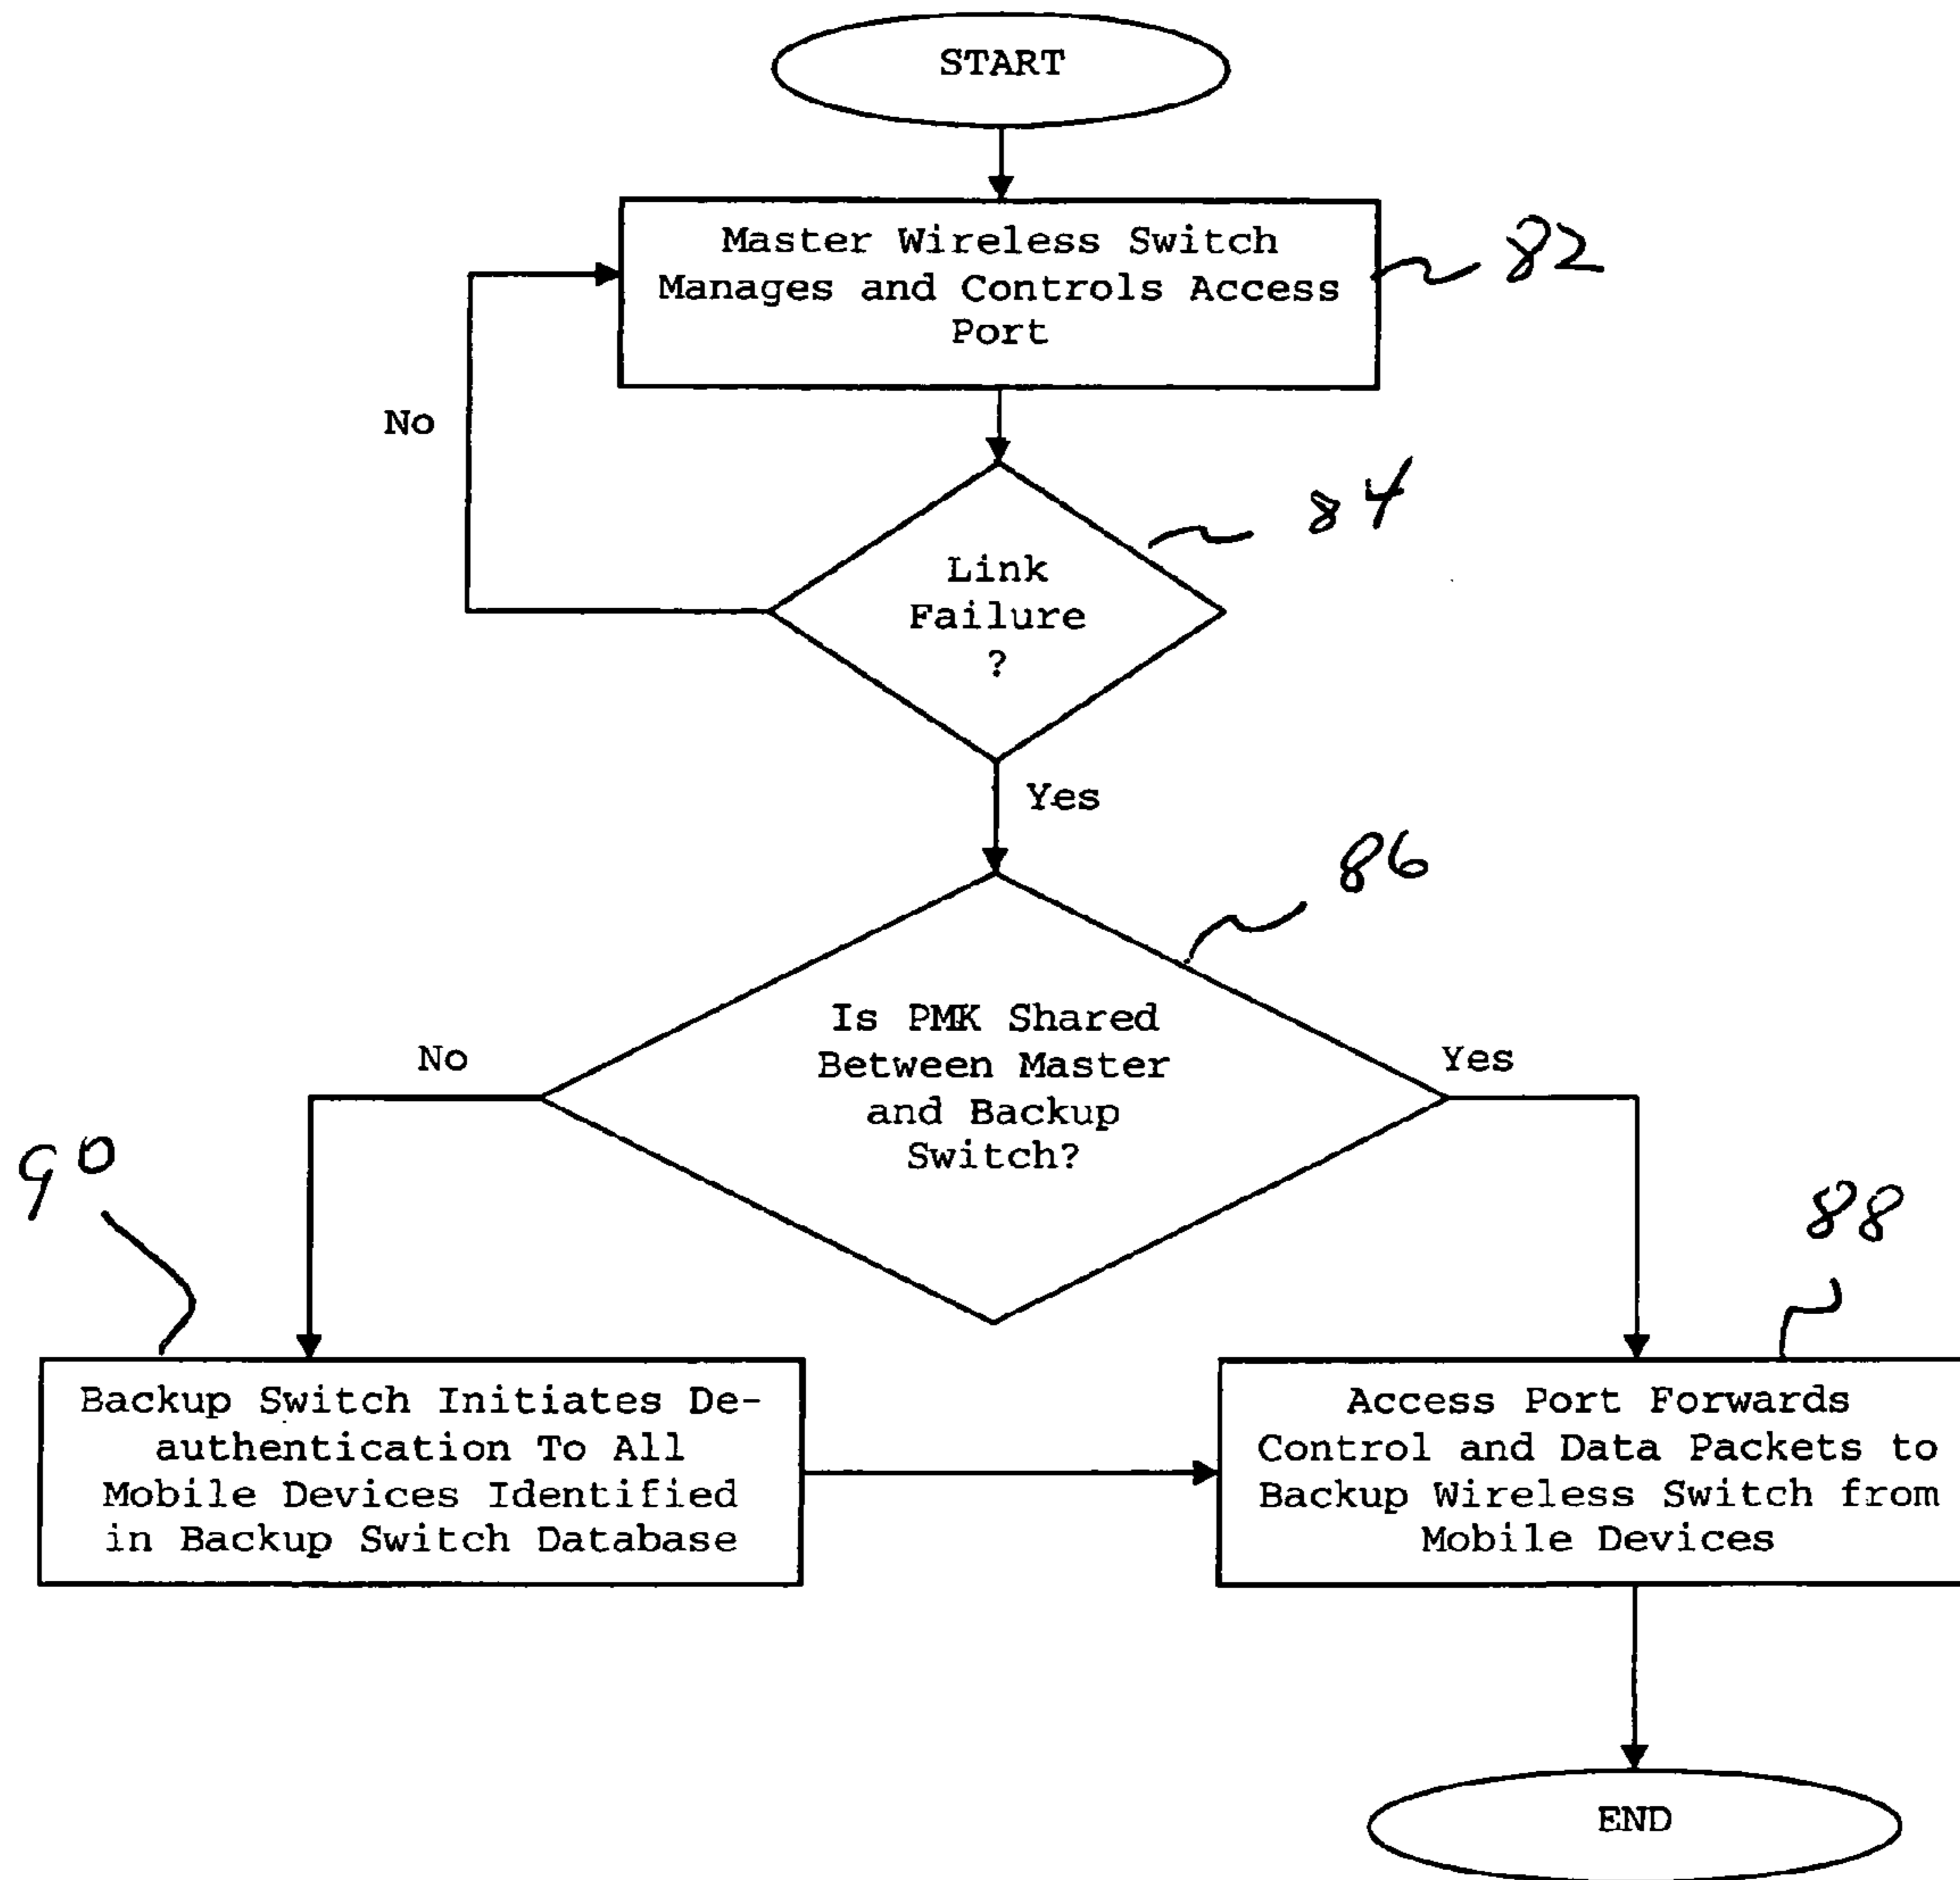 START
Master Wireless Switch
Manages and Controls Access
Port
82
No
84
Link
Failure
?
Yes
86
Is PMK Shared
Between Master
and Backup
Switch?
No
Yes
90
88
Backup Switch Initiates De-
authentication To All
Mobile Devices Identified
in Backup Switch Database
Access Port Forwards
Control and Data Packets to
Backup Wireless Switch from
Mobile Devices
END